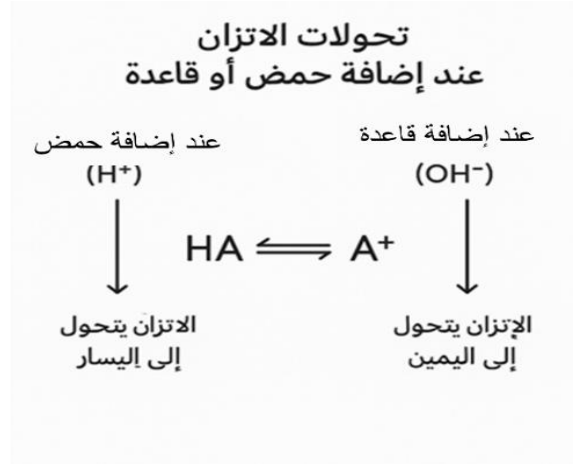 تحولات الاتزان
عند إضافة حمض أو قاعدة
عند إضافة قاعدة
(OH⁻)
عند إضافة حمض
(H⁺)
HA ⇌ A⁺
الإتزان يتحول
إلى اليمين
الاتزان يتحول
إلى اليسار